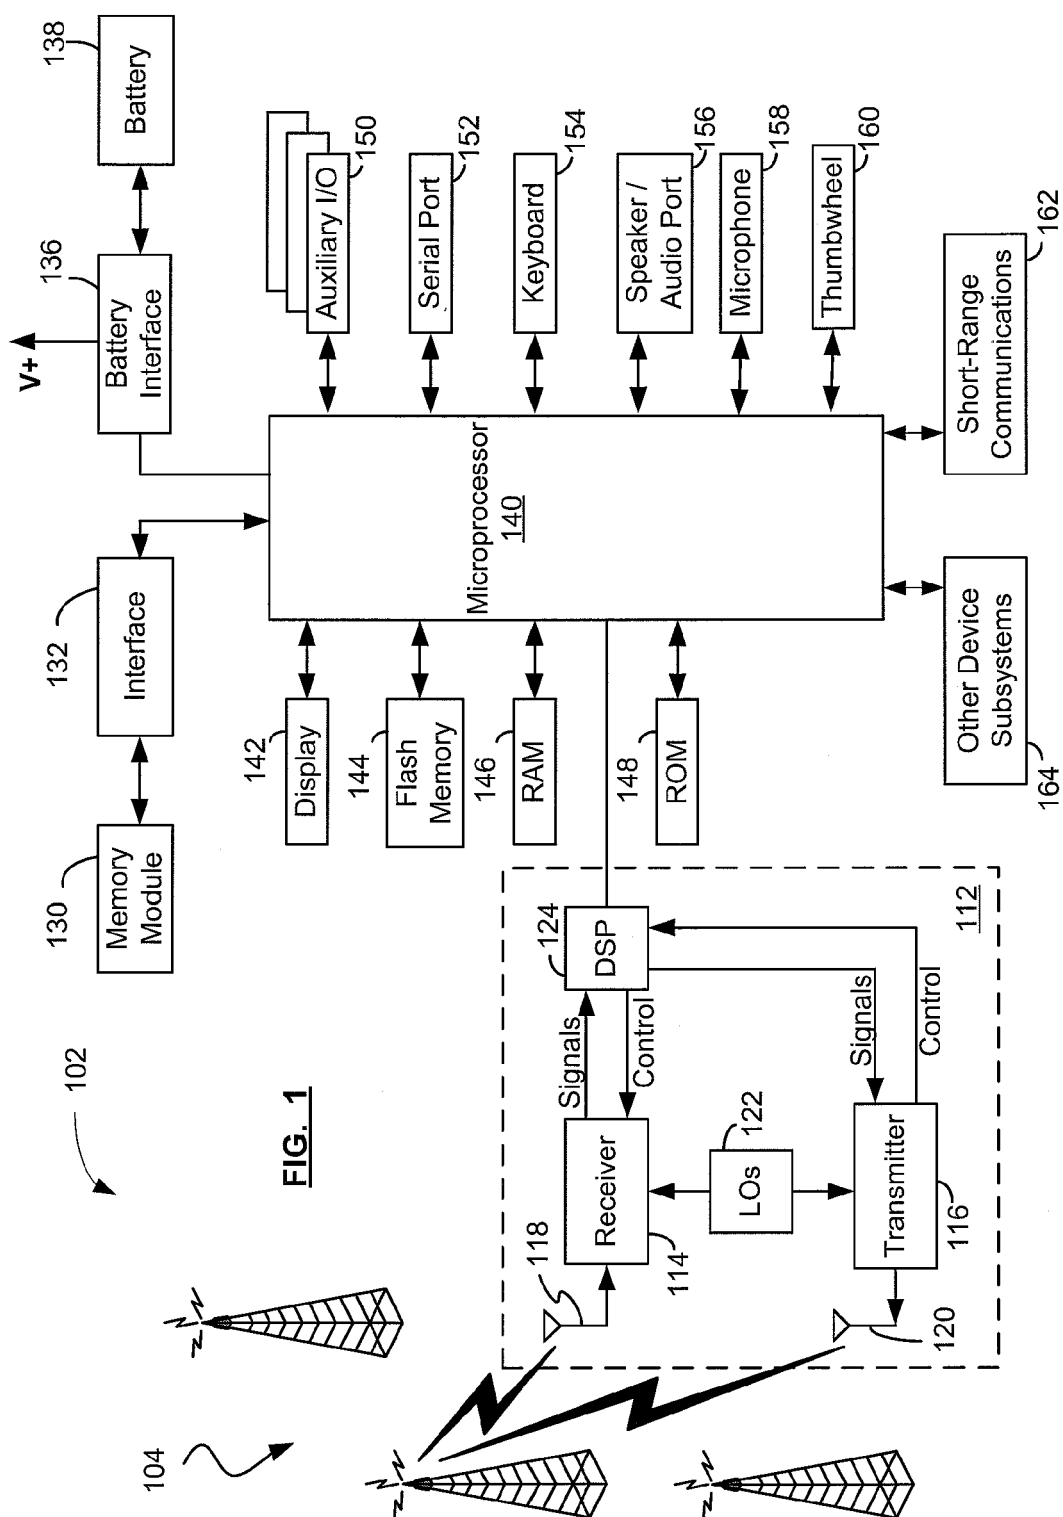 104
102
FIG. 1
130
Memory
Module
132
Interface
V+
136
Battery
Interface
138
Battery
142
Display
144
Flash
Memory
146
RAM
148
ROM
Microprocessor
140
Auxiliary I/O
150
Serial Port
152
Keyboard
154
Speaker /
Audio Port
156
Microphone
158
Thumbwheel
160
118
Receiver
114
Signals
Control
124
DSP
122
LOs
Signals
Control
Transmitter
116
120
112
Other Device
Subsystems
164
Short-Range
Communications
162